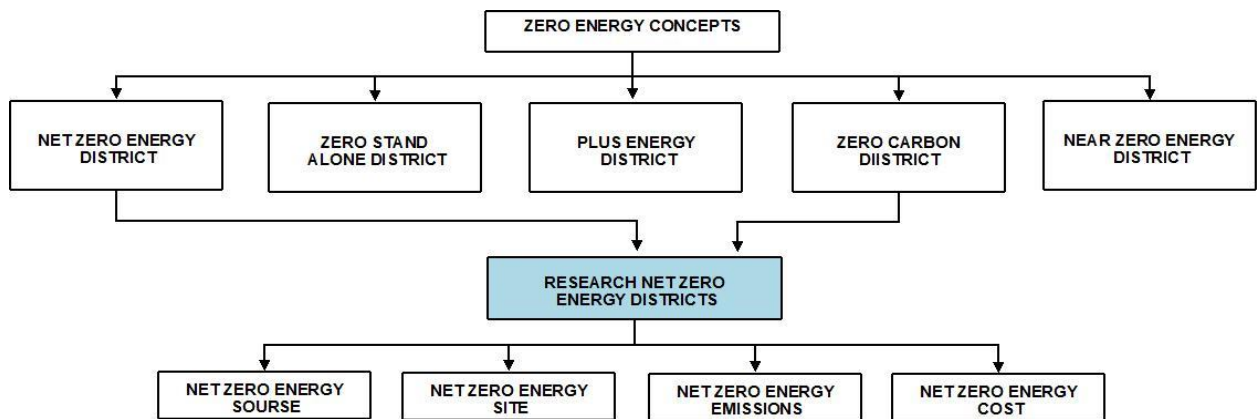 ZERO ENERGY CONCEPTS
NET ZERO ENERGY
DISTRICT
ZERO STAND
ALONE DISTRICT
PLUS ENERGY
DISTRICT
ZERO CARBON
DIISTRICT
NEAR ZERO ENERGY
DISTRICT
RESEARCH NET ZERO
ENERGY DISTRICTS
NET ZERO ENERGY
SOURSE
NET ZERO ENERGY
SITE
NET ZERO ENERGY
EMISSIONS
NET ZERO ENERGY
COST